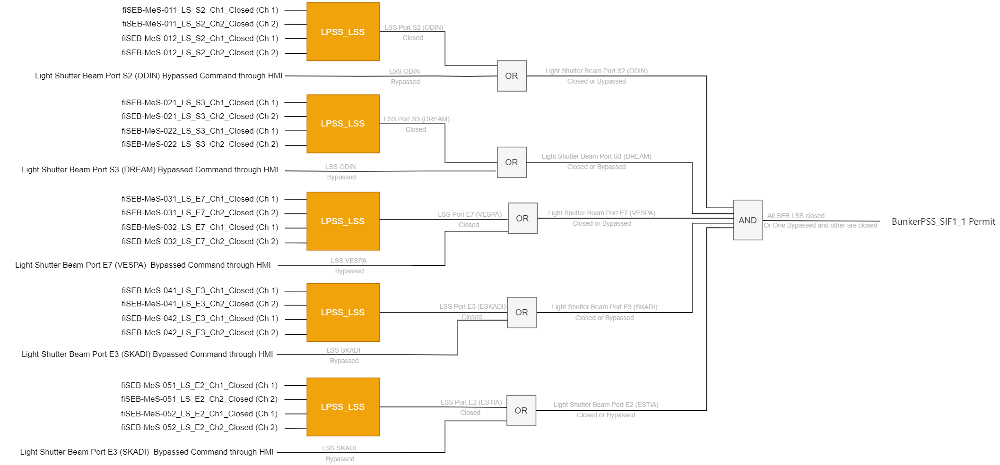 fiSEB-MeS-011_LS_S2_Ch1_Closed (Ch 1)
fiSEB-MeS-011_LS_S2_Ch2_Closed (Ch 2)
fiSEB-MeS-012_LS_S2_Ch1_Closed (Ch 1)
fiSEB-MeS-012_LS_S2_Ch2_Closed (Ch 2)
LPSS_LSS
LSS Port S2 (ODIN)
Closed
Light Shutter Beam Port S2 (ODIN) Bypassed Command through HMI
LSS ODIN
Bypassed
OR
Light Shutter Beam Port S2 (ODIN)
Closed or Bypassed
fiSEB-MeS-021_LS_S3_Ch1_Closed (Ch 1)
fiSEB-MeS-021_LS_S3_Ch2_Closed (Ch 2)
fiSEB-MeS-022_LS_S3_Ch1_Closed (Ch 1)
fiSEB-MeS-022_LS_S3_Ch2_Closed (Ch 2)
LPSS_LSS
LSS Port S3 (DREAM)
Closed
Light Shutter Beam Port S3 (DREAM) Bypassed Command through HMI
LSS ODIN
Bypassed
OR
Light Shutter Beam Port S3 (DREAM)
Closed or Bypassed
fiSEB-MeS-031_LS_E7_Ch1_Closed (Ch 1)
fiSEB-MeS-031_LS_E7_Ch2_Closed (Ch 2)
fiSEB-MeS-032_LS_E7_Ch1_Closed (Ch 1)
fiSEB-MeS-032_LS_E7_Ch2_Closed (Ch 2)
LPSS_LSS
LSS Port E7 (VESPA)
Closed
OR
Light Shutter Beam Port E7 (VESPA)
Closed or Bypassed
AND
All SEB LSS closed
Or One Bypassed and other are closed
BunkerPSS_SIF1_1 Permit
Light Shutter Beam Port E7 (VESPA) Bypassed Command through HMI
LSS VESPA
Bypassed
fiSEB-MeS-041_LS_E3_Ch1_Closed (Ch 1)
fiSEB-MeS-041_LS_E3_Ch2_Closed (Ch 2)
fiSEB-MeS-042_LS_E3_Ch1_Closed (Ch 1)
fiSEB-MeS-042_LS_E3_Ch2_Closed (Ch 2)
LPSS_LSS
LSS Port E3 (ESKADI)
Closed
OR
Light Shutter Beam Port E3 (SKADI)
Closed or Bypassed
Light Shutter Beam Port E3 (SKADI) Bypassed Command through HMI
LSS SKADI
Bypassed
fiSEB-MeS-051_LS_E2_Ch1_Closed (Ch 1)
fiSEB-MeS-051_LS_E2_Ch2_Closed (Ch 2)
fiSEB-MeS-052_LS_E2_Ch1_Closed (Ch 1)
fiSEB-MeS-052_LS_E2_Ch2_Closed (Ch 2)
LPSS_LSS
LSS Port E2 (ESTIA)
Closed
OR
Light Shutter Beam Port E2 (ESTIA)
Closed or Bypassed
Light Shutter Beam Port E3 (SKADI) Bypassed Command through HMI
LSS SKADI
Bypassed